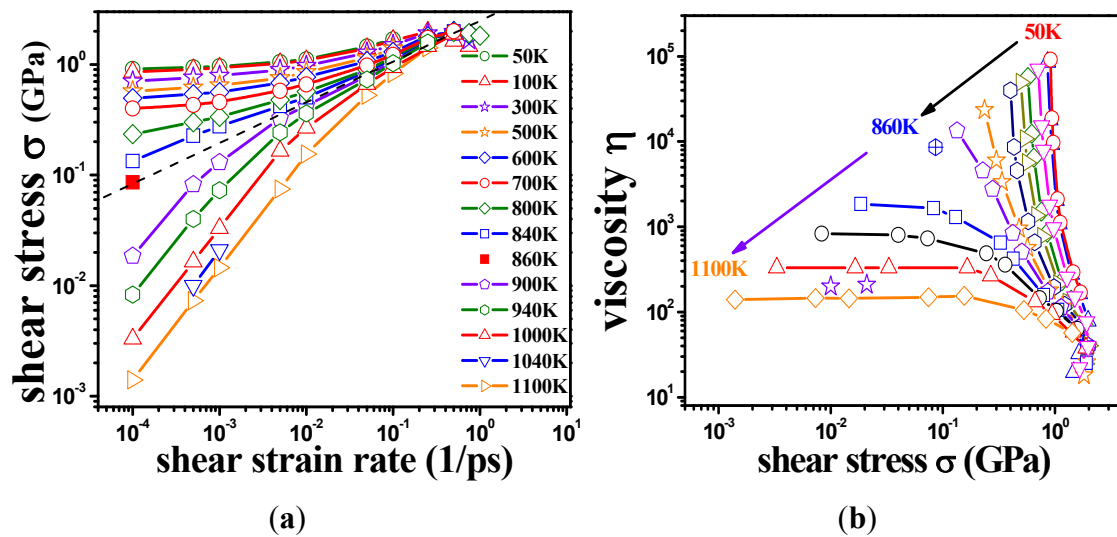 shear stress σ (GPa)
10⁰
10⁻¹
10⁻²
10⁻³
10⁻⁴ 10⁻³ 10⁻² 10⁻¹ 10⁰ 10¹
shear strain rate (1/ps)
50K
100K
300K
500K
600K
700K
800K
840K
860K
900K
940K
1000K
1040K
1100K
(a)
viscosity η
10⁵
10⁴
10³
10²
10¹
10⁻³ 10⁻² 10⁻¹ 10⁰
shear stress σ (GPa)
50K
860K
1100K
(b)